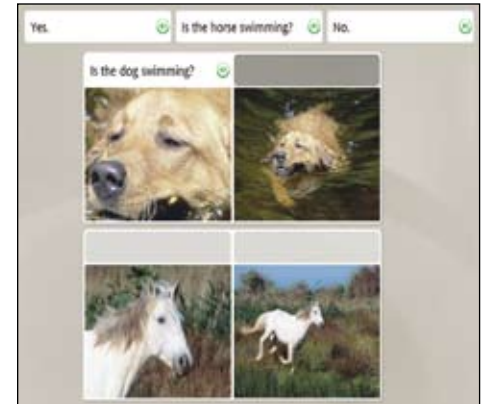 Yes.
Is the horse swimming?
No.
Is the dog swimming?